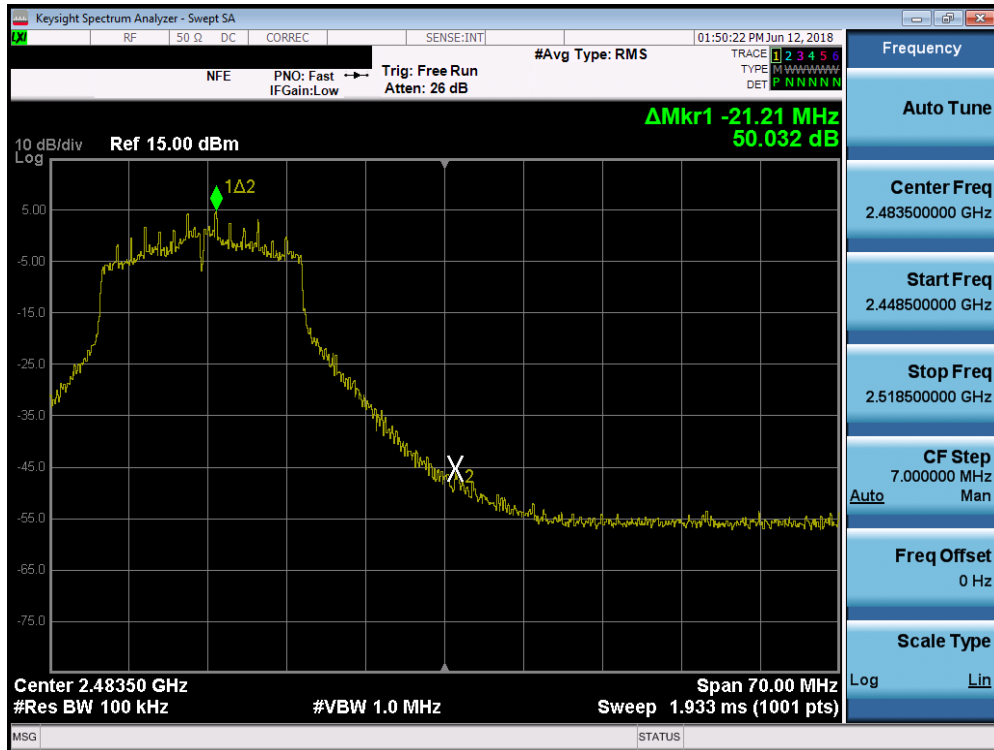 Keysight Spectrum Analyzer - Swept SA
LXI
RF
50 Ω DC
CORREC
SENSE:INT
01:50:22 PM Jun 12, 2018
Frequency
#Avg Type: RMS
TRACE 1 2 3 4 5 6
TYPE M W W W W W
DET P N N N N N
NFE
PNO: Fast
IFGain:Low
Trig: Free Run
Atten: 26 dB
Auto Tune
ΔMkr1 -21.21 MHz
50.032 dB
10 dB/div
Log
Ref 15.00 dBm
1Δ2
5.00
-5.00
-15.0
-25.0
-35.0
-45.0
-55.0
-65.0
-75.0
X2
Center Freq
2.483500000 GHz
Start Freq
2.448500000 GHz
Stop Freq
2.518500000 GHz
CF Step
7.000000 MHz
Auto Man
Freq Offset
0 Hz
Scale Type
Log Lin
Center 2.48350 GHz
Span 70.00 MHz
#Res BW 100 kHz
#VBW 1.0 MHz
Sweep 1.933 ms (1001 pts)
MSG
STATUS